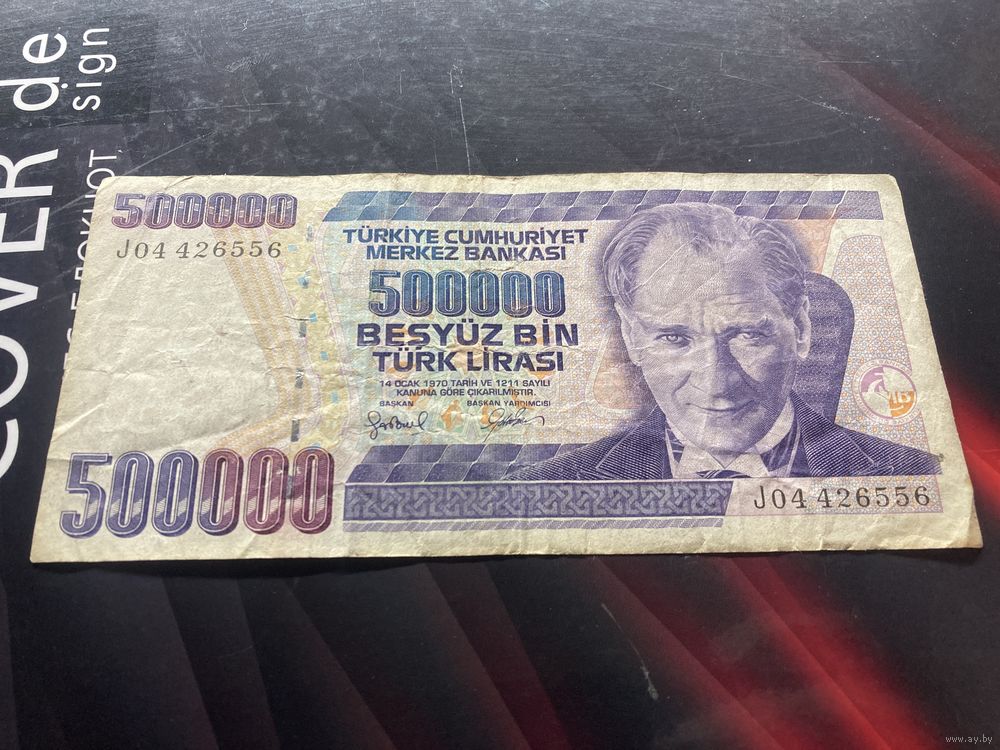 COVER de
sign
500000
J04 426556
TÜRKİYE CUMHURİYET
MERKEZ BANKASI
500000
BEŞYÜZ BİN
TÜRK LİRASI
14 OCAK 1970 TARİH VE 1211 SAYILI
KANUNA GÖRE ÇIKARILMIŞTIR.
BAŞKAN BAŞKAN YARDIMCISI
500000
J04 426556
www.ay.by